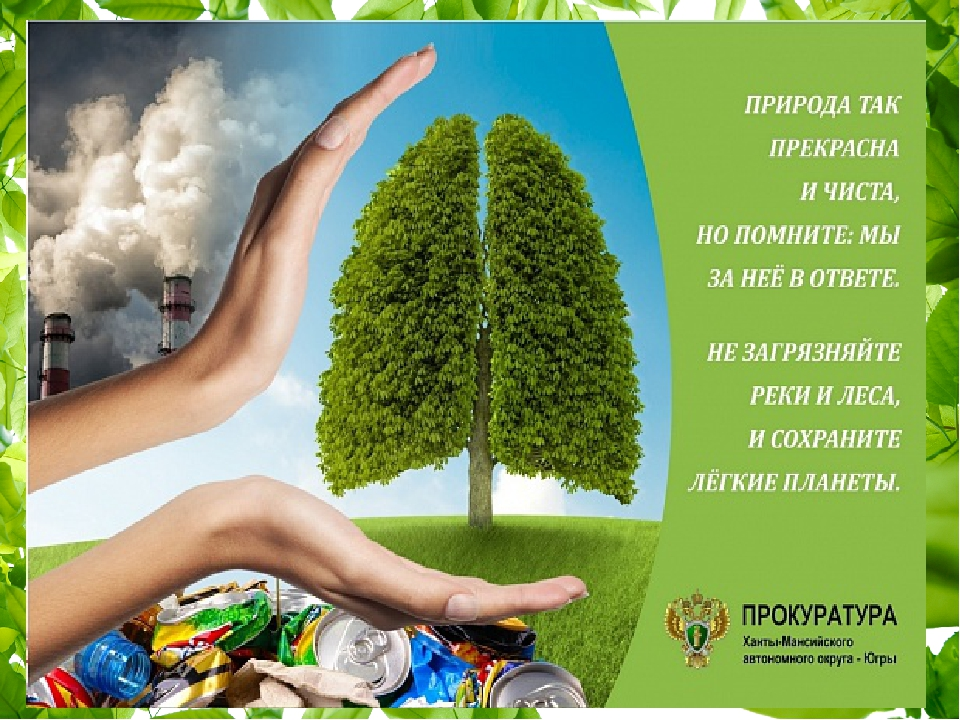 ПРИРОДА ТАК
ПРЕКРАСНА
И ЧИСТА,
НО ПОМНИТЕ: МЫ
ЗА НЕЁ В ОТВЕТЕ.
НЕ ЗАГРЯЗНЯЙТЕ
РЕКИ И ЛЕСА,
И СОХРАНИТЕ
ЛЁГКИЕ ПЛАНЕТЫ.
ПРОКУРАТУРА
Ханты-Мансийского
автономного округа - Югры